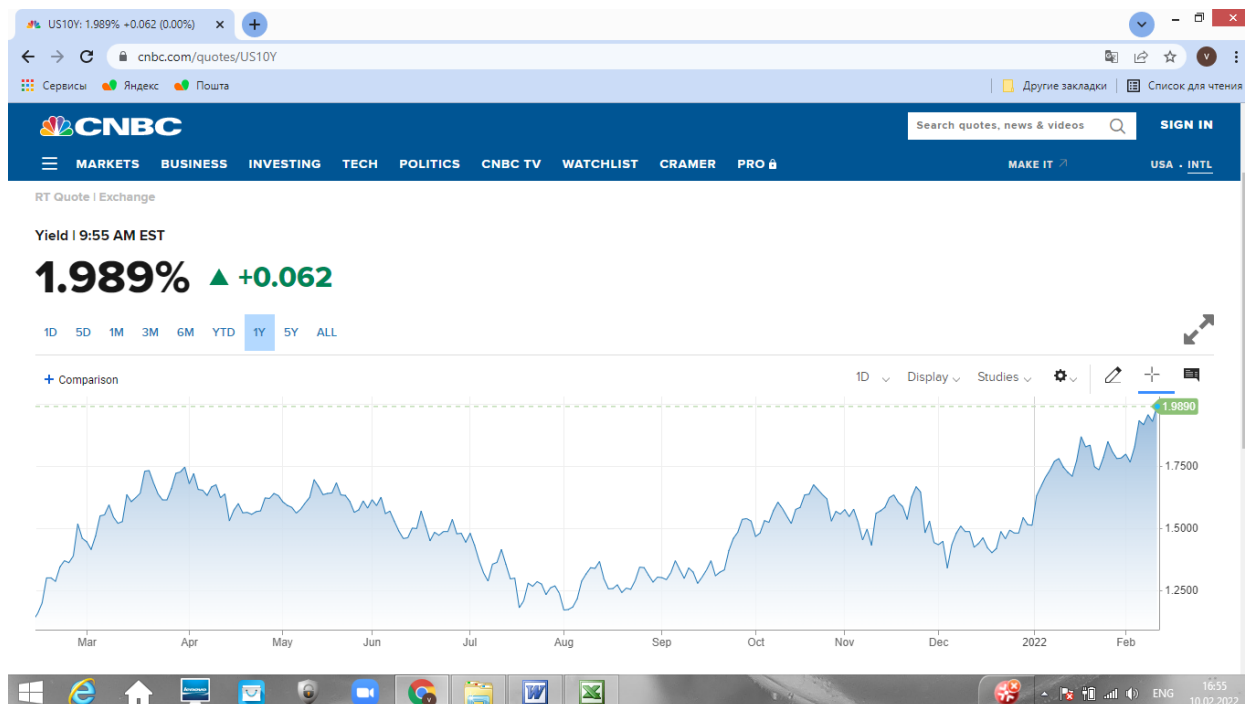 US10Y: 1.989% +0.062 (0.00%)
cnbc.com/quotes/US10Y
V
Сервисы Яндекс Почта Другие закладки Список для чтения
CNBC Search quotes, news & videos SIGN IN
MARKETS BUSINESS INVESTING TECH POLITICS CNBC TV WATCHLIST CRAMER PRO MAKE IT USA • INTL
RT Quote | Exchange
Yield | 9:55 AM EST
1.989% ▲ +0.062
1D 5D 1M 3M 6M YTD 1Y 5Y ALL
+ Comparison 1D Display Studies
1.9890
1.7500
1.5000
1.2500
Mar Apr May Jun Jul Aug Sep Oct Nov Dec 2022 Feb
ENG 16:55
10.02.2022